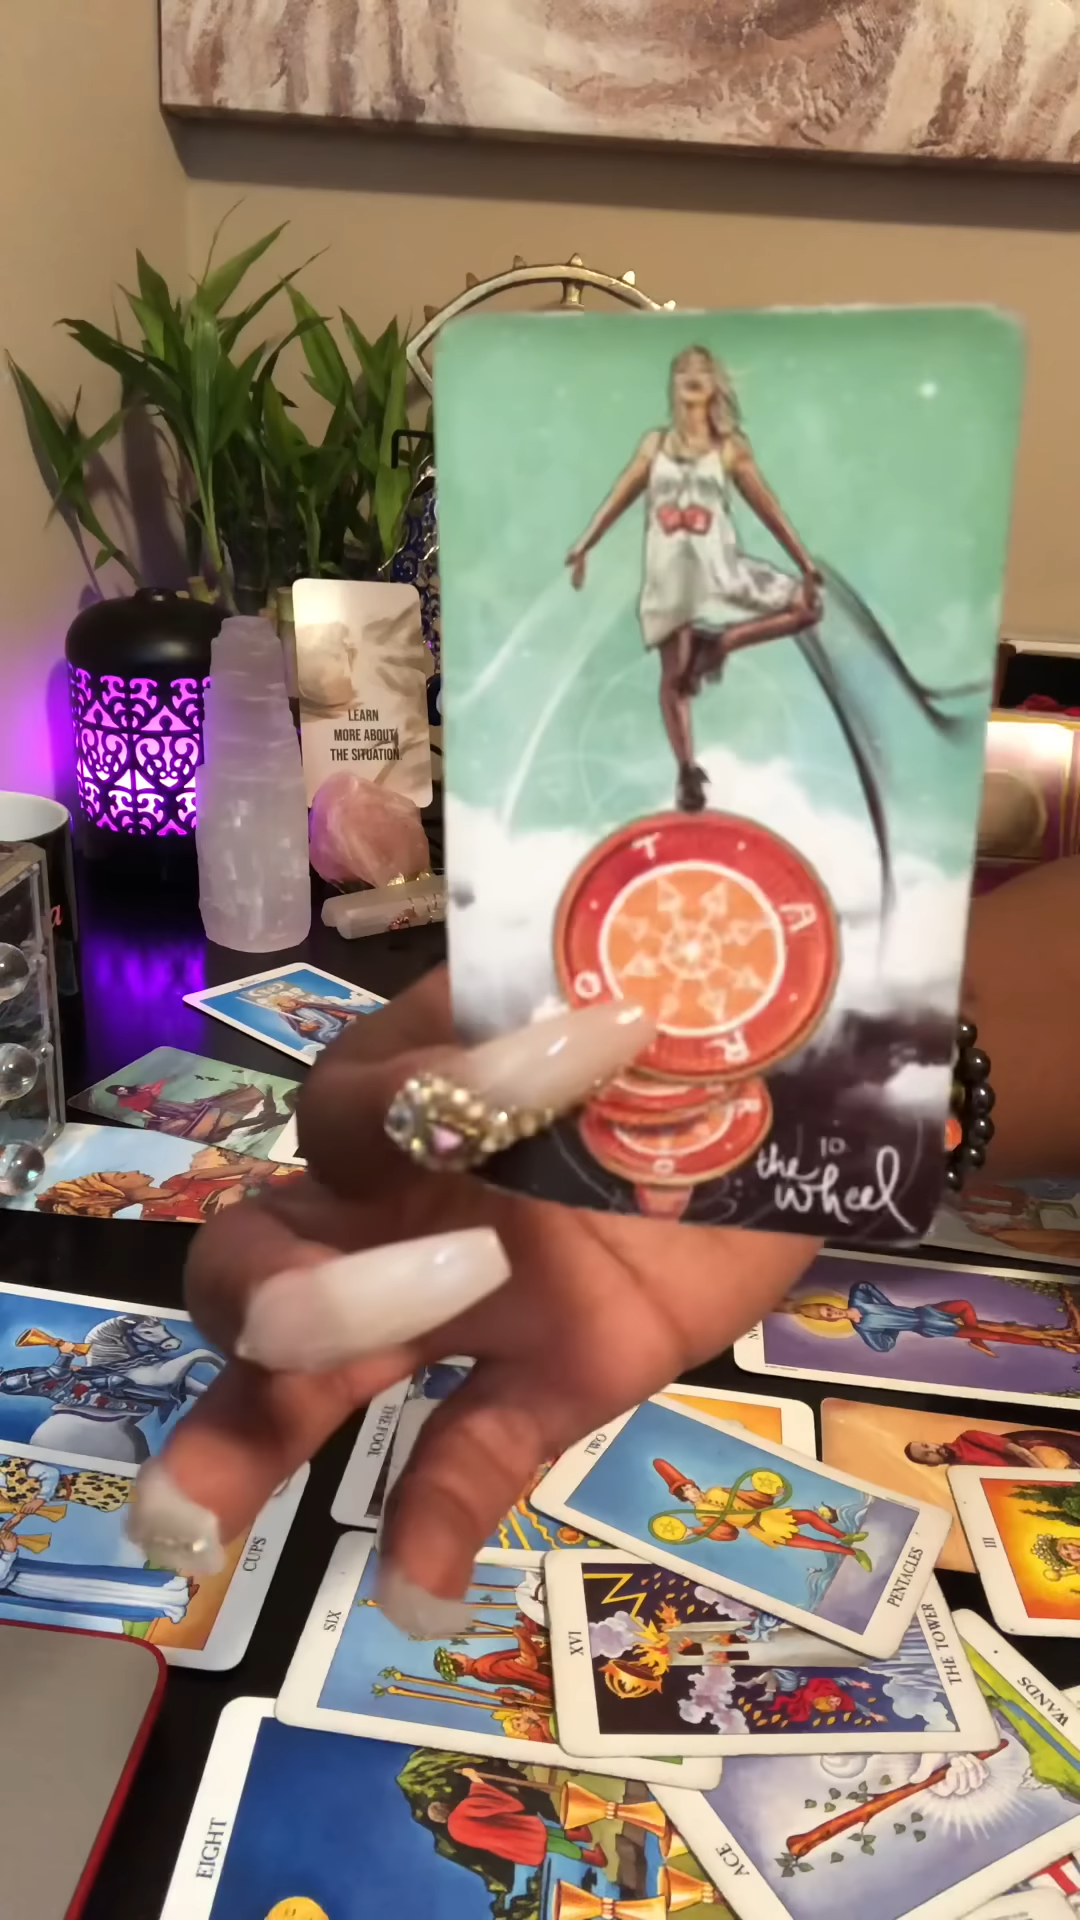 LEARN
MORE ABOUT
THE SITUATION.
T
A
O
R
R
O
10
the
wheel
THE FOOL
TWO
PENTACLES
III
CUPS
SIX
XVI
THE TOWER
WANDS
ACE
EIGHT